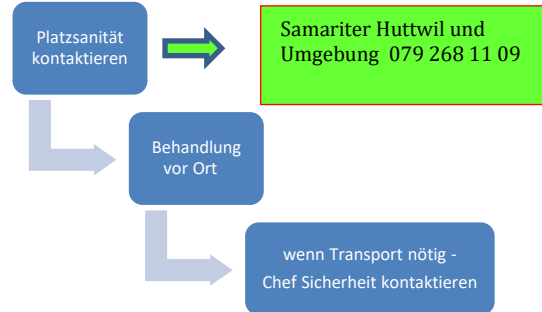 Platzsanität
kontaktieren
Samariter Huttwil und
Umgebung 079 268 11 09
Behandlung
vor Ort
wenn Transport nötig -
Chef Sicherheit kontaktieren